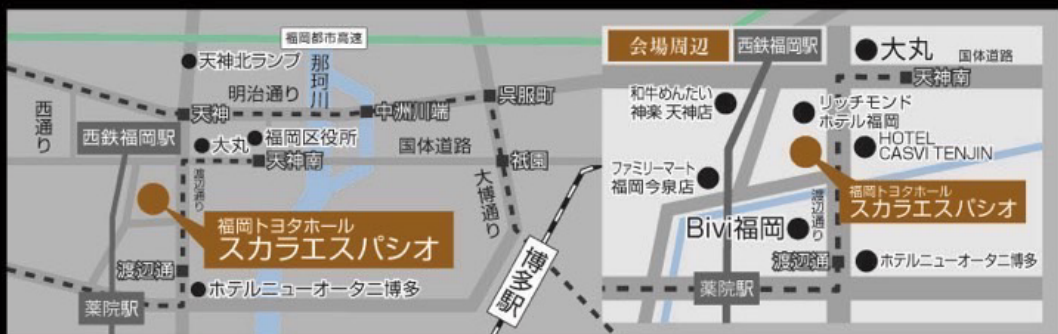 福岡都市高速
天神北ランプ
那珂川
明治通り
西通り
天神
中洲川端
呉服町
西鉄福岡駅
大丸
福岡区役所
天神南
国体道路
祇園
渡辺通り
大博通り
福岡トヨタホール
スカラエスパシオ
渡辺通
博多駅
薬院駅
ホテルニューオータニ博多
会場周辺
西鉄福岡駅
大丸
国体道路
天神南
和牛めんたい
神楽 天神店
リッチモンド
ホテル福岡
HOTEL
CASVI TENJIN
ファミリーマート
福岡今泉店
福岡トヨタホール
スカラエスパシオ
渡辺通り
Bivi福岡
渡辺通
ホテルニューオータニ博多
薬院駅